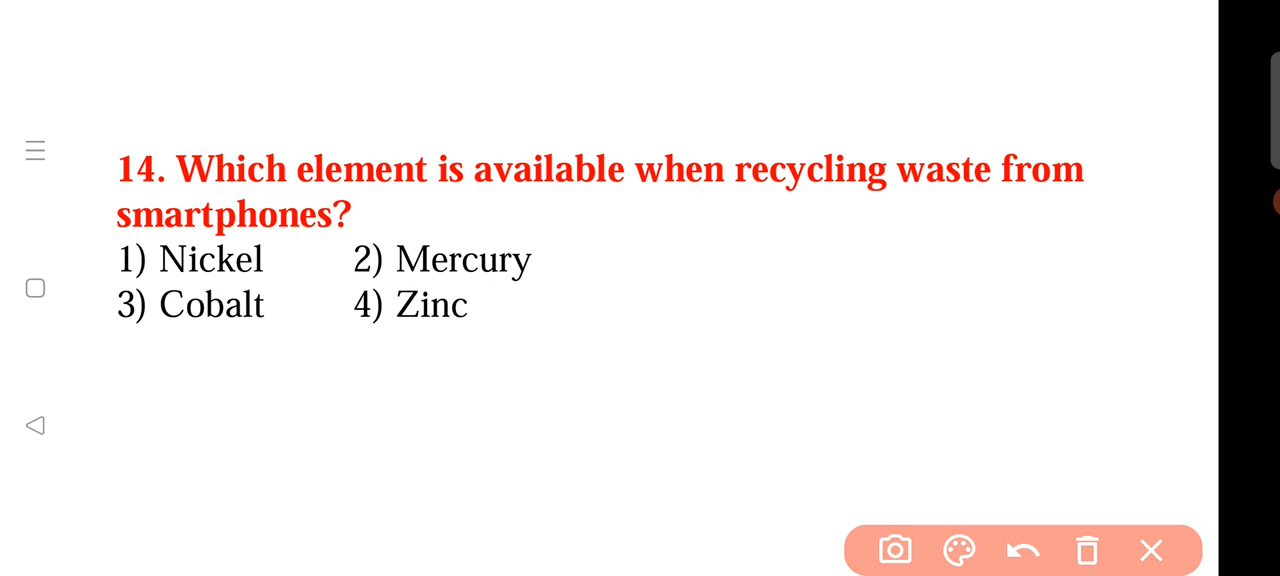 14. Which element is available when recycling waste from
smartphones?
1) Nickel 2) Mercury
3) Cobalt 4) Zinc